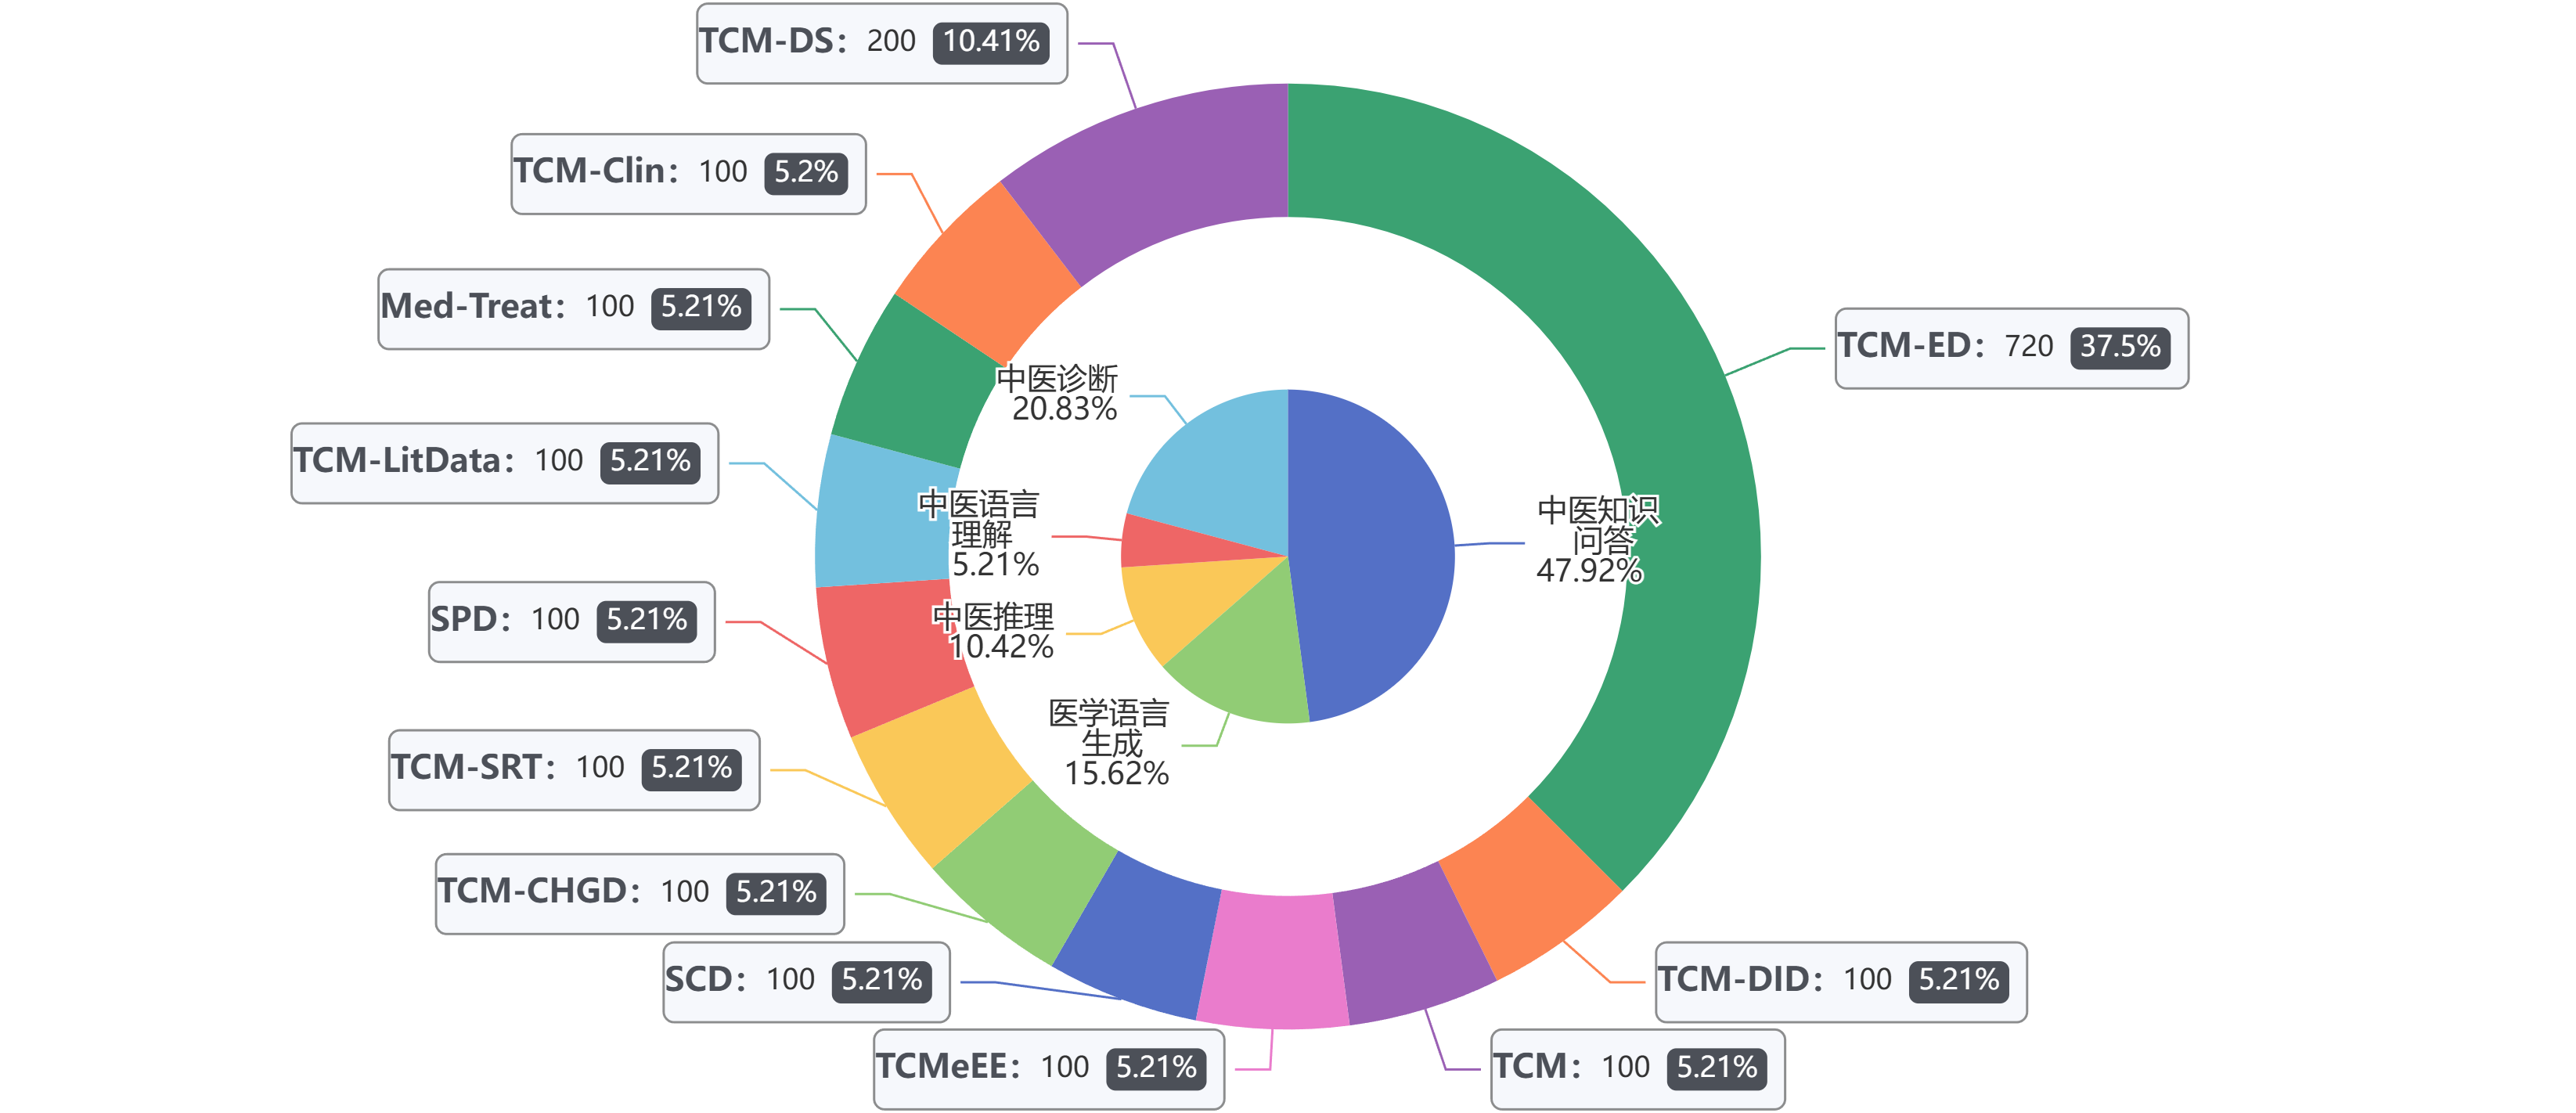 TCM-DS： 200 10.41%
TCM-Clin： 100 5.2%
Med-Treat： 100 5.21%
TCM-ED： 720 37.5%
中医诊断
20.83%
TCM-LitData： 100 5.21%
中医语言
理解
5.21%
中医知识
问答
47.92%
SPD： 100 5.21%
中医推理
10.42%
医学语言
生成
15.62%
TCM-SRT： 100 5.21%
TCM-CHGD： 100 5.21%
SCD： 100 5.21%
TCM-DID： 100 5.21%
TCMeEE： 100 5.21%
TCM： 100 5.21%